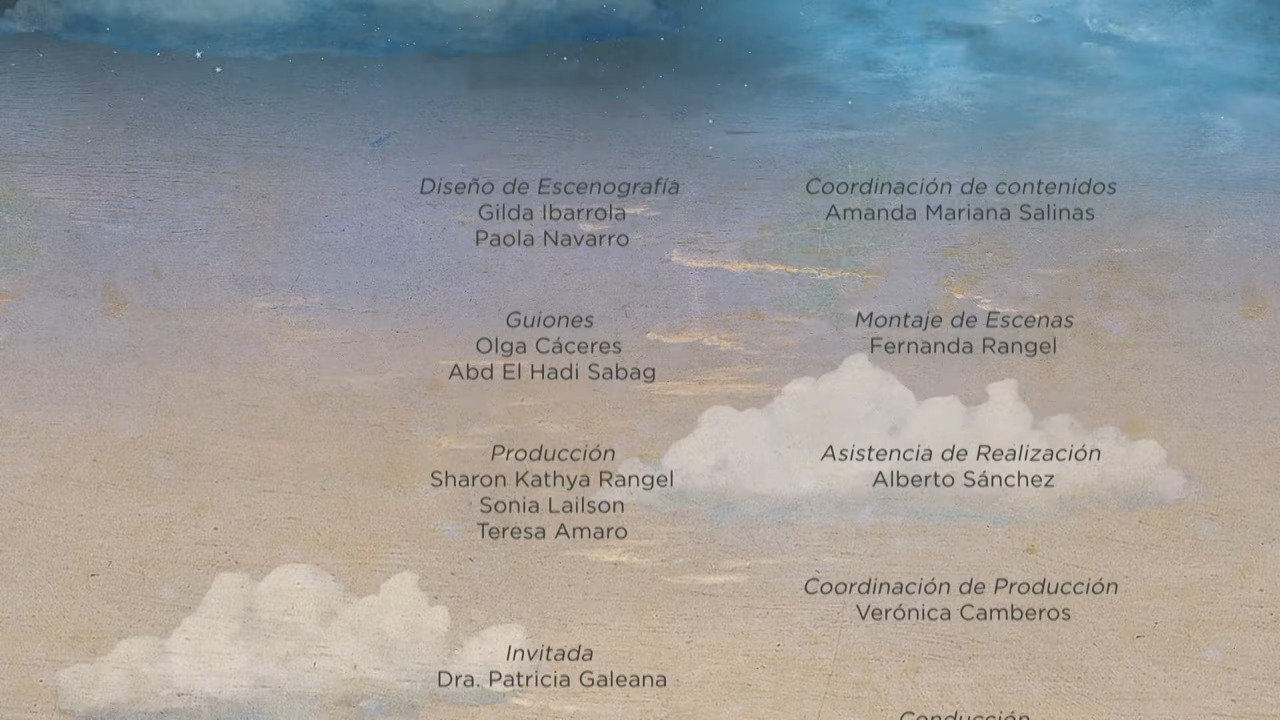 Diseño de Escenografía
Gilda Ibarrola
Paola Navarro
Guiones
Olga Cáceres
Abd El Hadi Sabag
Producción
Sharon Kathya Rangel
Sonia Lailson
Teresa Amaro
Invitada
Dra. Patricia Galeana
Coordinación de contenidos
Amanda Mariana Salinas
Montaje de Escenas
Fernanda Rangel
Asistencia de Realización
Alberto Sánchez
Coordinación de Producción
Verónica Camberos
Conducción